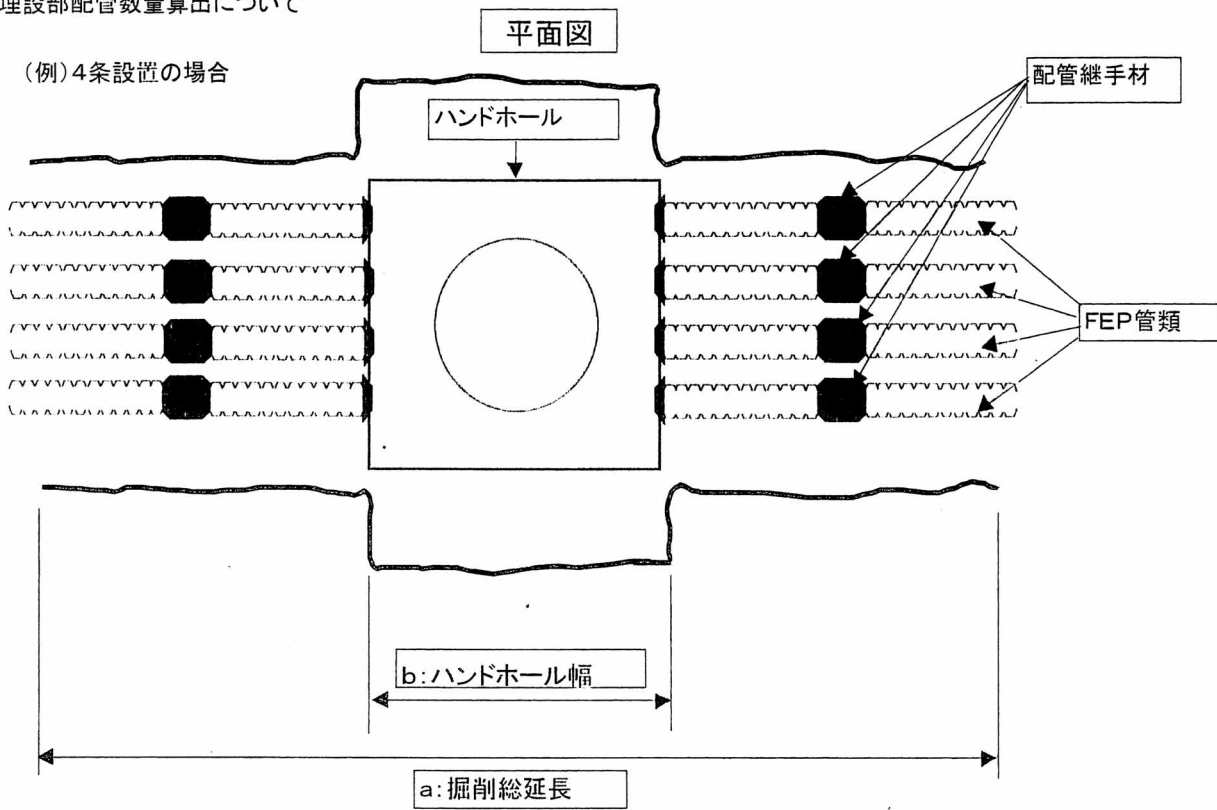 埋設部配管数量算出について
平面図
(例)4条設置の場合
配管継手材
ハンドホール
FEP管類
b:ハンドホール幅
a:掘削総延長